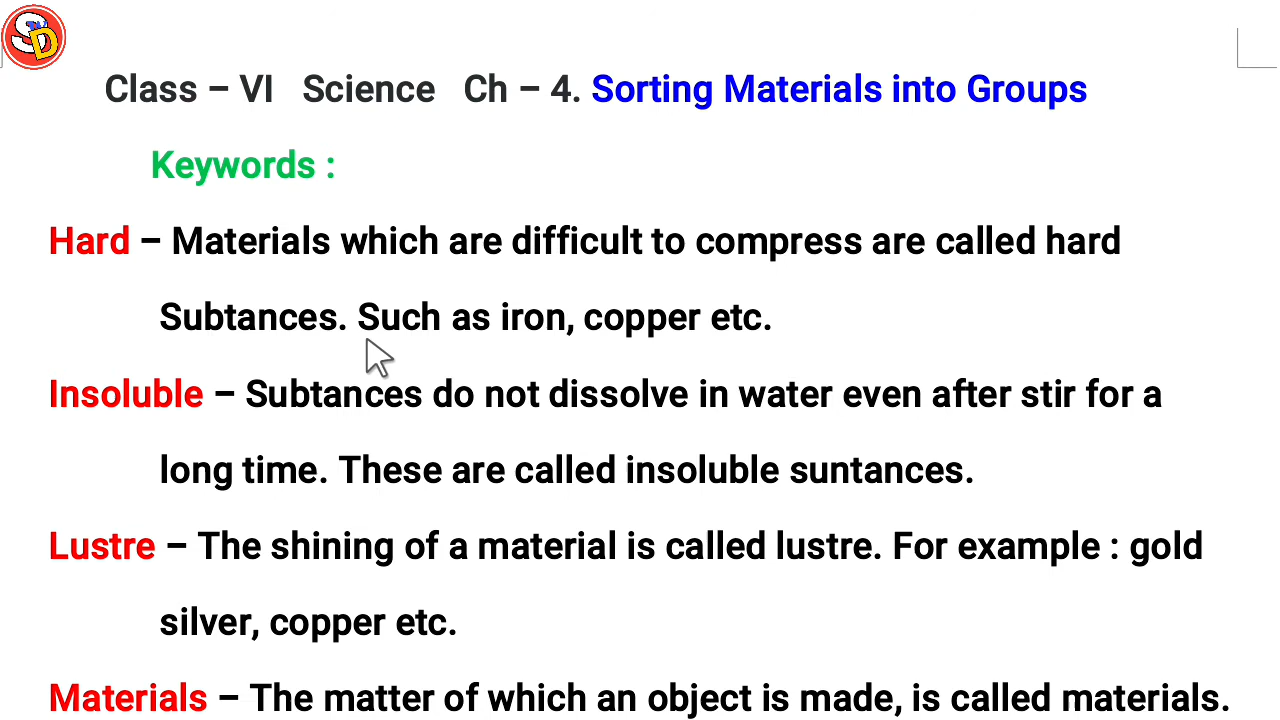 SD
Class – VI Science Ch – 4. Sorting Materials into Groups
Keywords :
Hard – Materials which are difficult to compress are called hard
Subtances. Such as iron, copper etc.
Insoluble – Subtances do not dissolve in water even after stir for a
long time. These are called insoluble suntances.
Lustre – The shining of a material is called lustre. For example : gold
silver, copper etc.
Materials – The matter of which an object is made, is called materials.